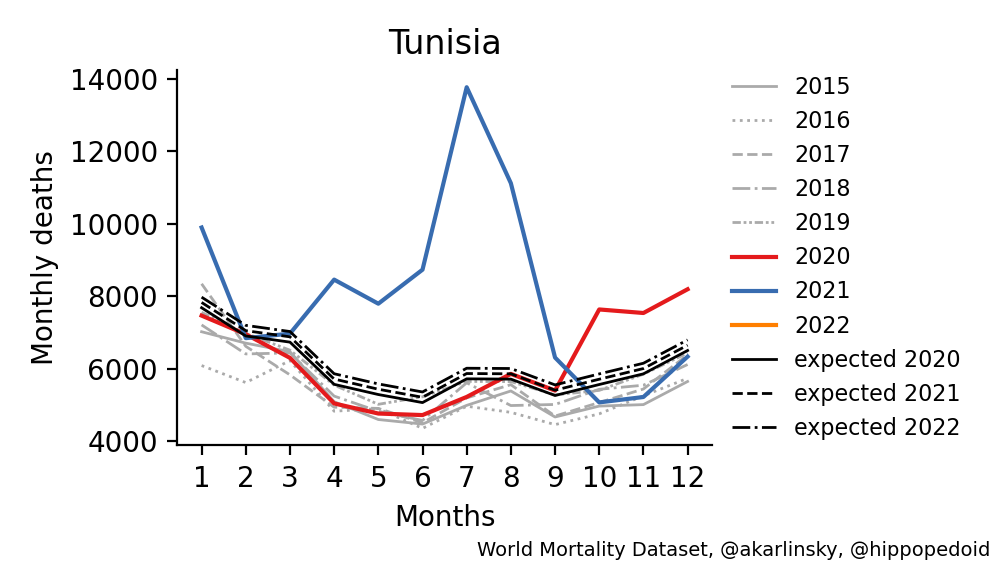 Tunisia
14000
12000
10000
8000
6000
4000
Monthly deaths
1 2 3 4 5 6 7 8 9 10 11 12
Months
2015
2016
2017
2018
2019
2020
2021
2022
expected 2020
expected 2021
expected 2022
World Mortality Dataset, @akarlinsky, @hippopedoid